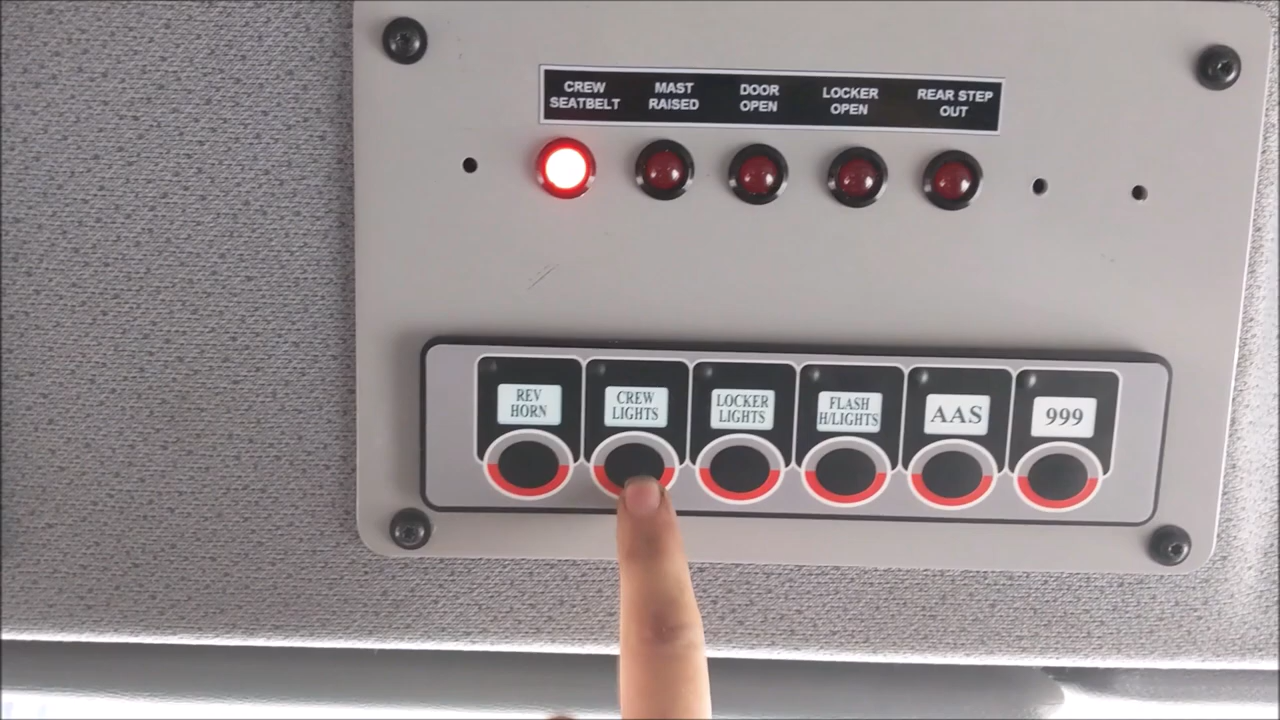 CREW
SEATBELT
MAST
RAISED
DOOR
OPEN
LOCKER
OPEN
REAR STEP
OUT
REV
HORN
CREW
LIGHTS
LOCKER
LIGHTS
FLASH
H/LIGHTS
AAS
999